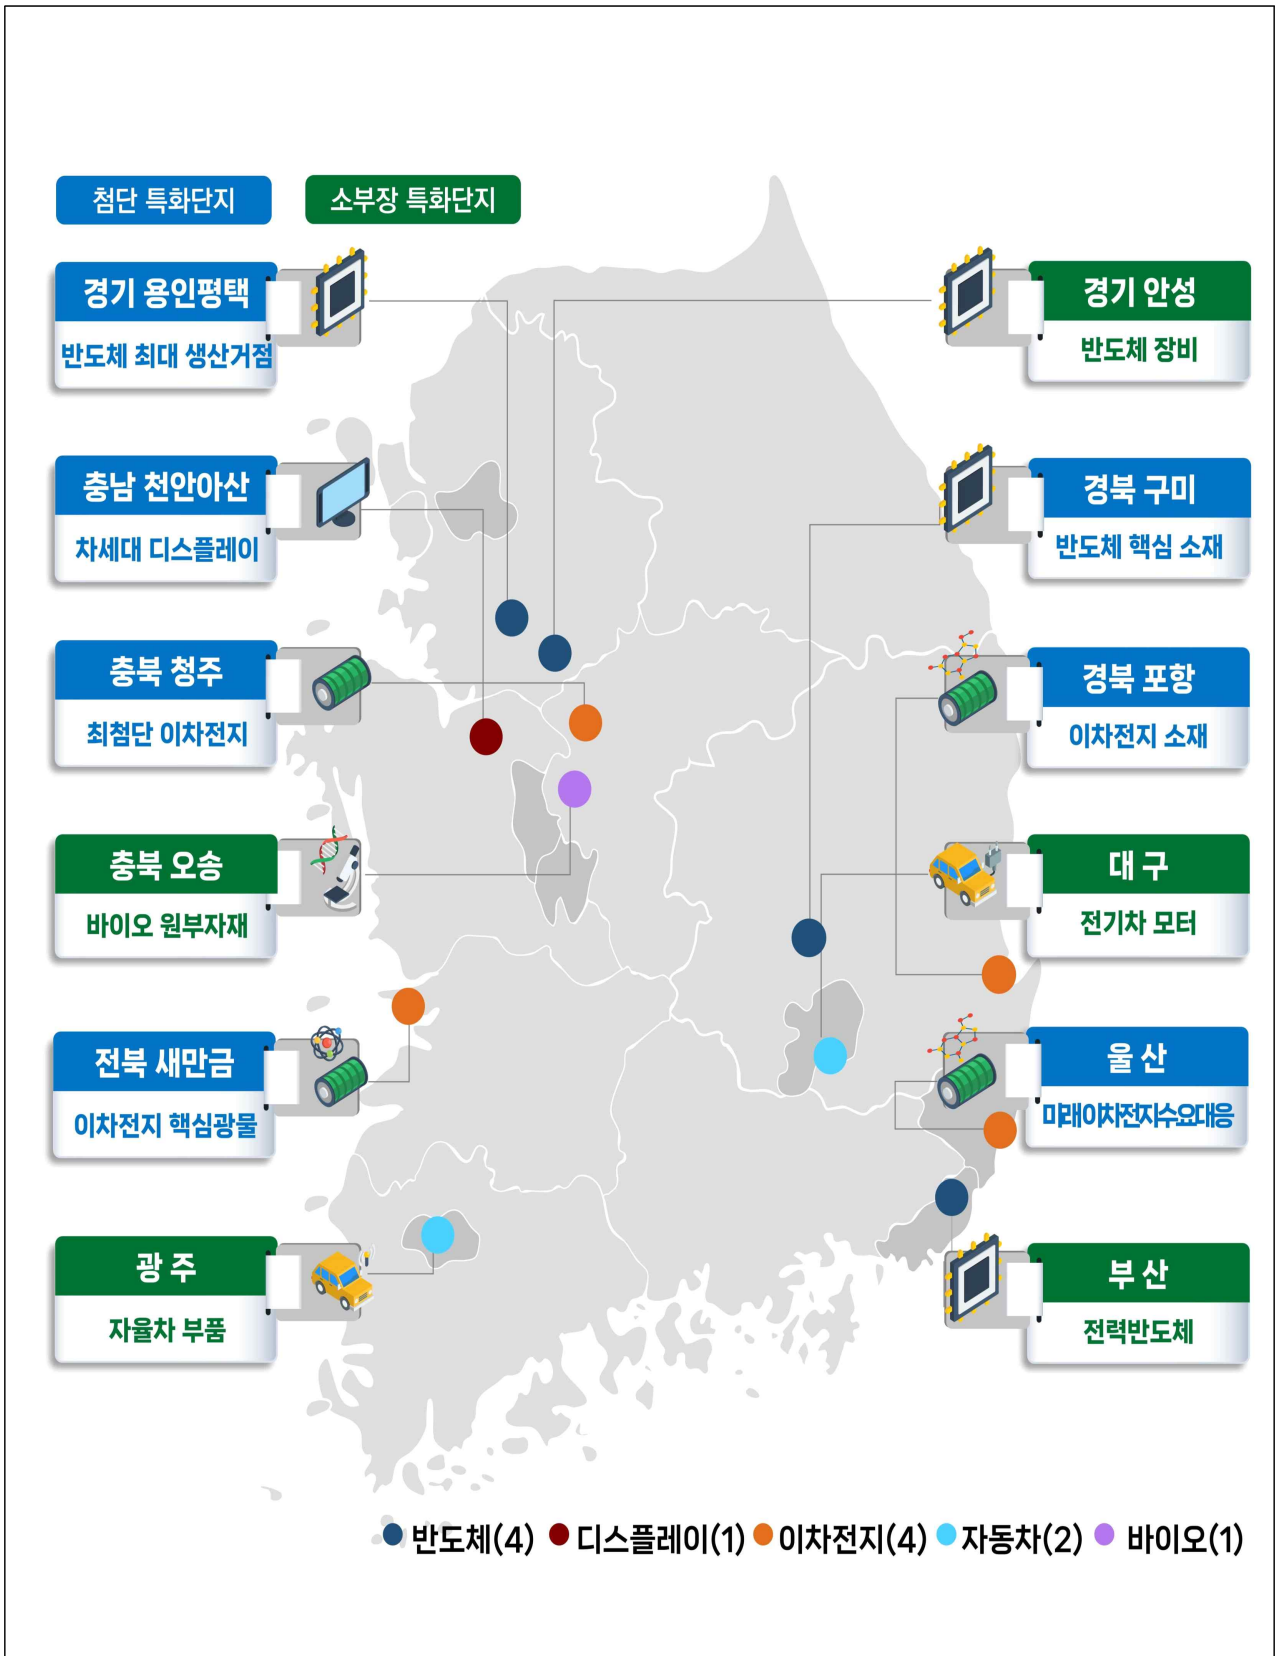 첨단 특화단지
소부장 특화단지
경기 용인평택
반도체 최대 생산거점
충남 천안아산
차세대 디스플레이
충북 청주
최첨단 이차전지
충북 오송
바이오 원부자재
전북 새만금
이차전지 핵심광물
광 주
자율차 부품
경기 안성
반도체 장비
경북 구미
반도체 핵심 소재
경북 포항
이차전지 소재
대 구
전기차 모터
울 산
미래이차전지수요대응
부 산
전력반도체
반도체(4) 디스플레이(1) 이차전지(4) 자동차(2) 바이오(1)